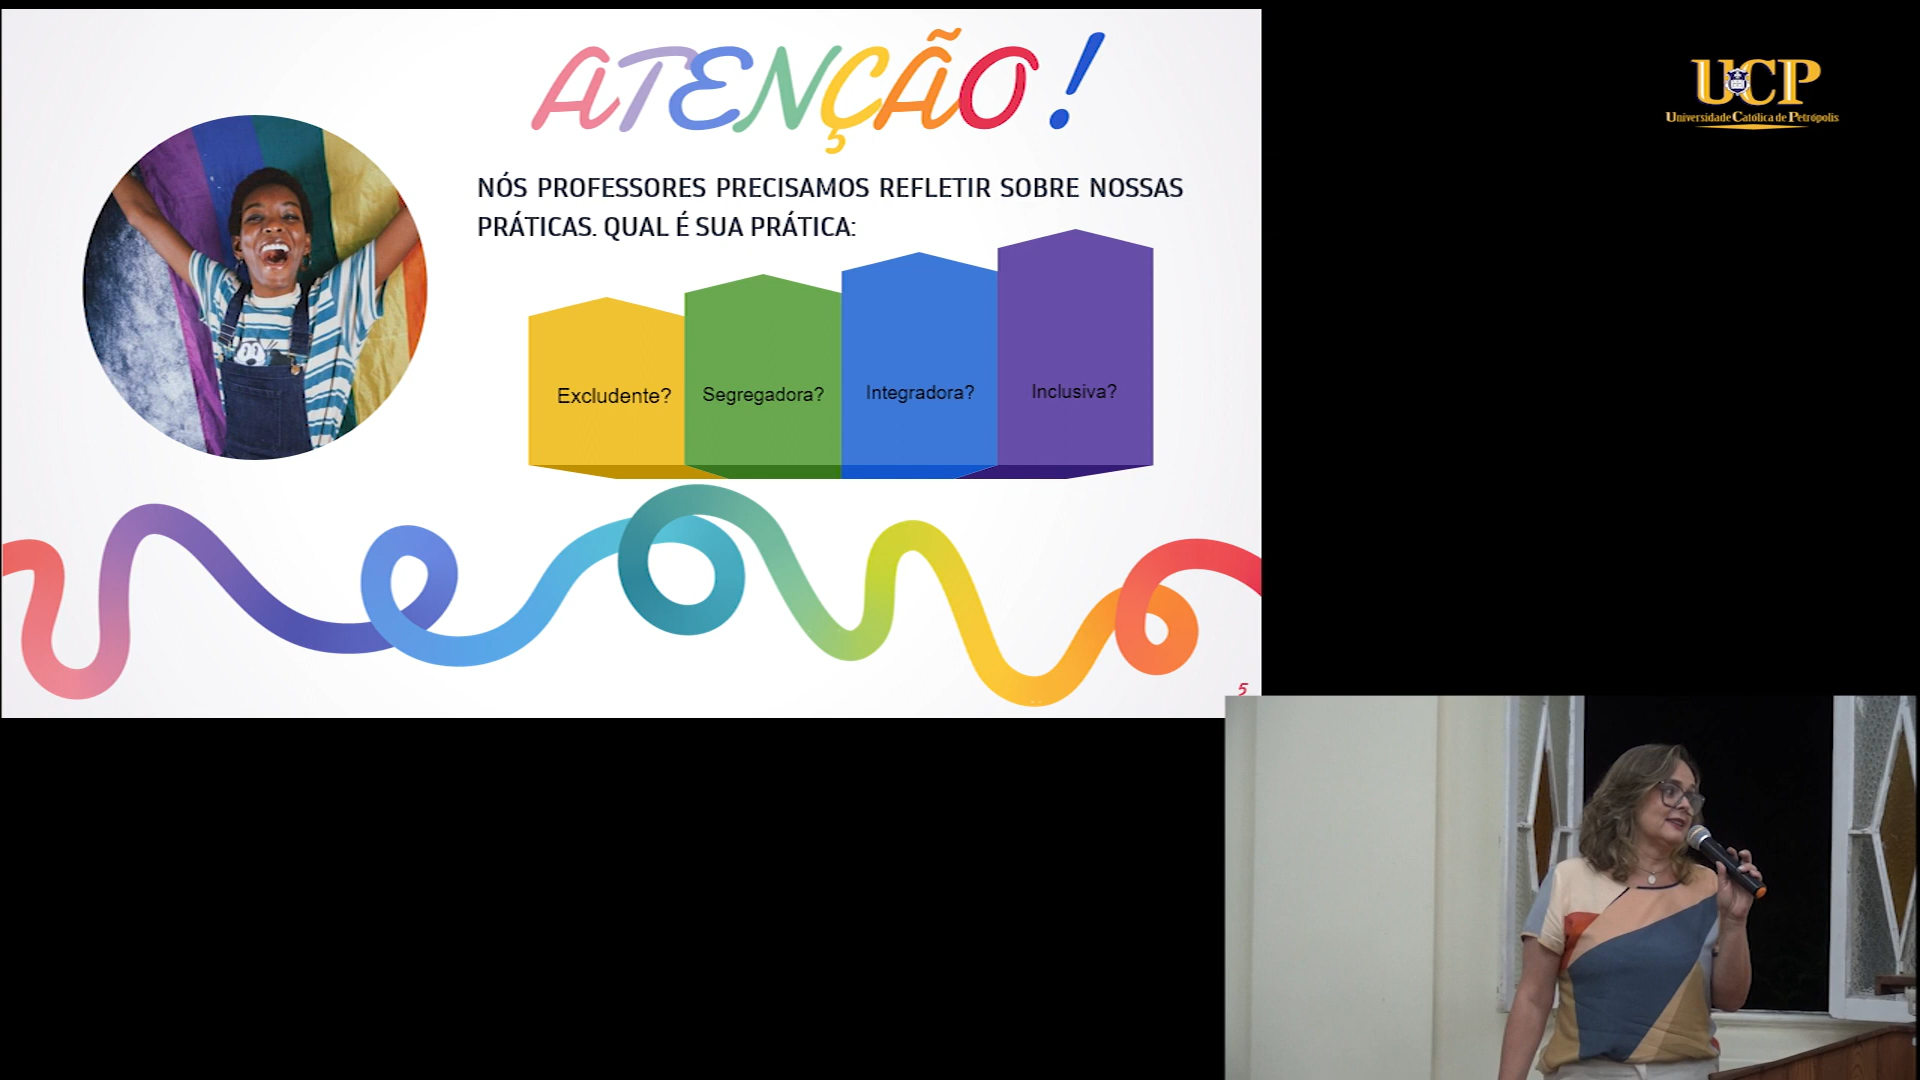 ATENÇÃO!
NÓS PROFESSORES PRECISAMOS REFLETIR SOBRE NOSSAS
PRÁTICAS. QUAL É SUA PRÁTICA:
Excludente?
Segregadora?
Integradora?
Inclusiva?
5
UCP
Universidade Católica de Petrópolis